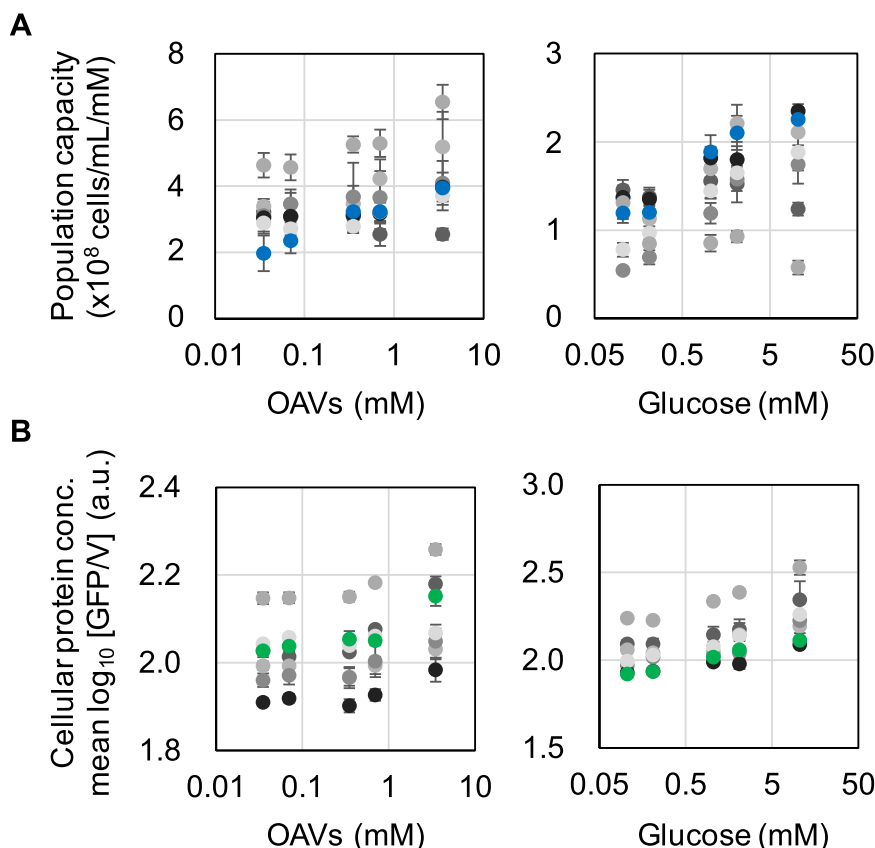 A
Population capacity
(x10⁸ cells/mL/mM)
8
6
4
2
0
0.01 0.1 1 10
OAVs (mM)
3
2
1
0
0.05 0.5 5 50
Glucose (mM)
B
Cellular protein conc.
mean log₁₀ [GFP/V] (a.u.)
2.4
2.2
2.0
1.8
0.01 0.1 1 10
OAVs (mM)
3.0
2.5
2.0
1.5
0.05 0.5 5 50
Glucose (mM)